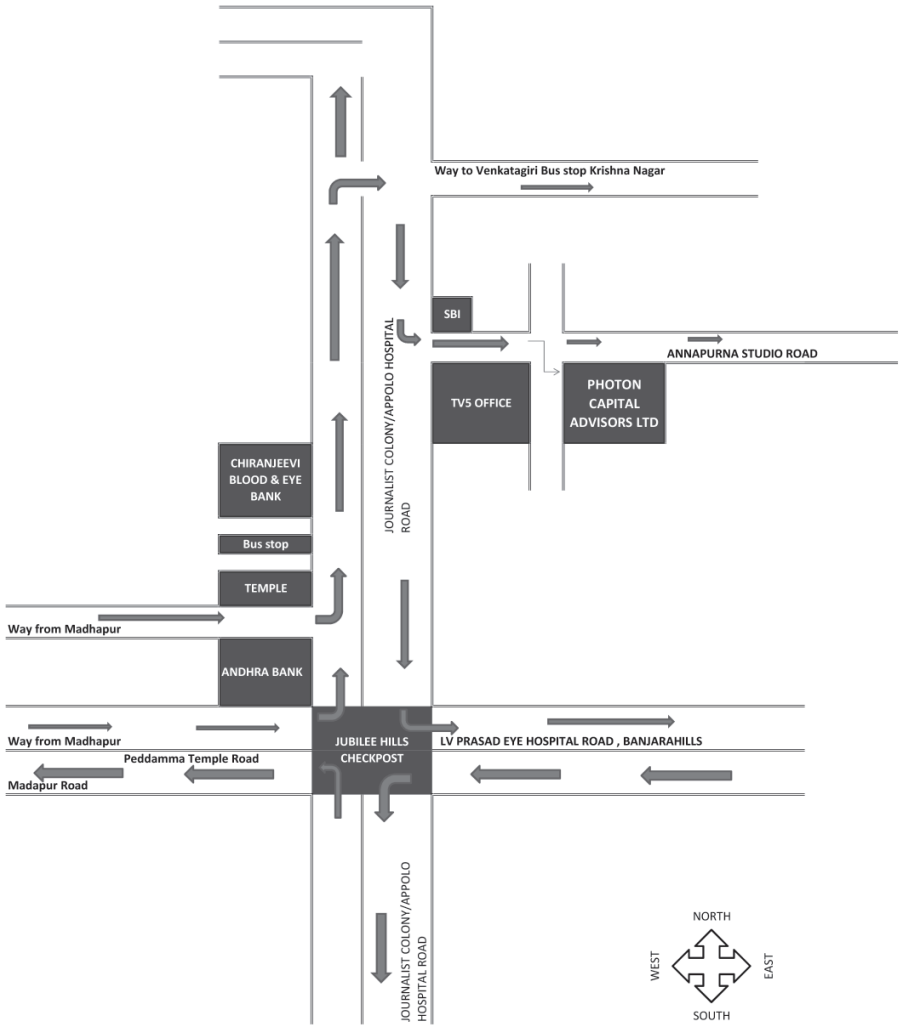 Way to Venkatagiri Bus stop Krishna Nagar
SBI
ANNAPURNA STUDIO ROAD
JOURNALIST COLONY/APPOLO HOSPITAL
ROAD
TV5 OFFICE
PHOTON
CAPITAL
ADVISORS LTD
CHIRANJEEVI
BLOOD & EYE
BANK
Bus stop
TEMPLE
Way from Madhapur
ANDHRA BANK
Way from Madhapur
JUBILEE HILLS
CHECKPOST
LV PRASAD EYE HOSPITAL ROAD , BANJARAHILLS
Peddamma Temple Road
Madapur Road
JOURNALIST COLONY/APPOLO
HOSPITAL ROAD
NORTH
WEST
EAST
SOUTH